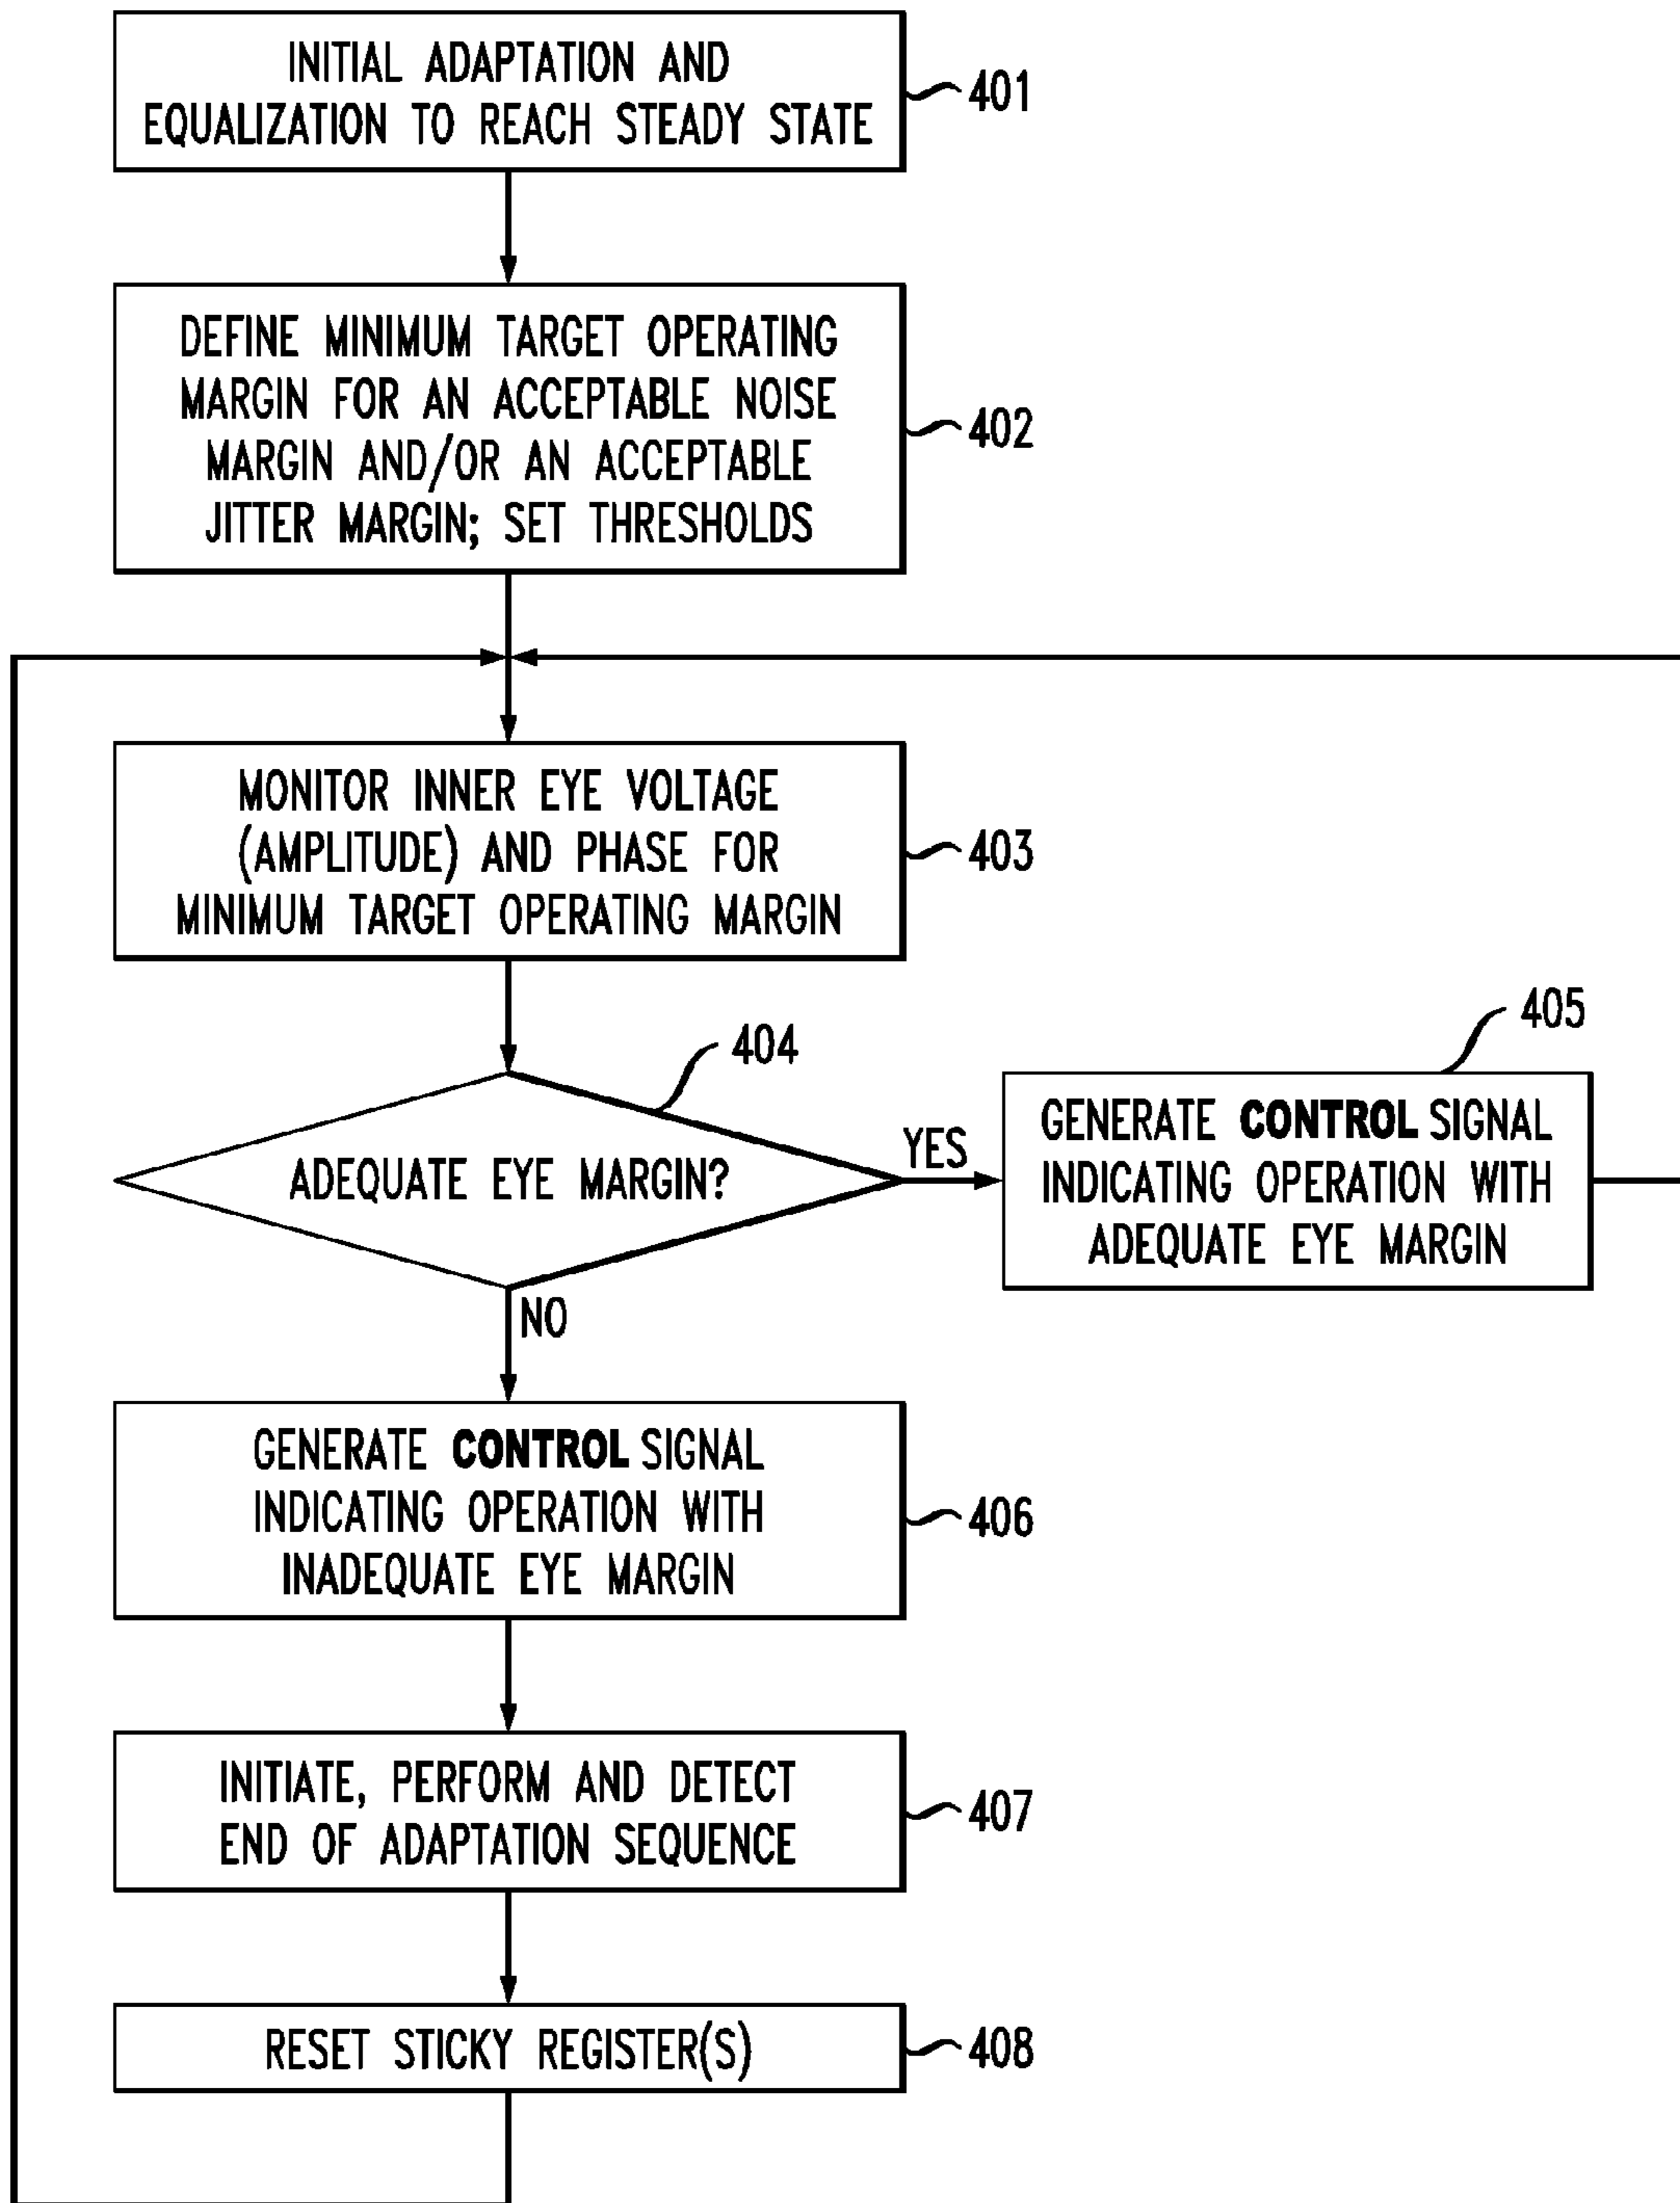 INITIAL ADAPTATION AND
EQUALIZATION TO REACH STEADY STATE
401
DEFINE MINIMUM TARGET OPERATING
MARGIN FOR AN ACCEPTABLE NOISE
MARGIN AND/OR AN ACCEPTABLE
JITTER MARGIN; SET THRESHOLDS
402
MONITOR INNER EYE VOLTAGE
(AMPLITUDE) AND PHASE FOR
MINIMUM TARGET OPERATING MARGIN
403
404
ADEQUATE EYE MARGIN?
YES
NO
405
GENERATE CONTROL SIGNAL
INDICATING OPERATION WITH
ADEQUATE EYE MARGIN
GENERATE CONTROL SIGNAL
INDICATING OPERATION WITH
INADEQUATE EYE MARGIN
406
INITIATE, PERFORM AND DETECT
END OF ADAPTATION SEQUENCE
407
RESET STICKY REGISTER(S)
408